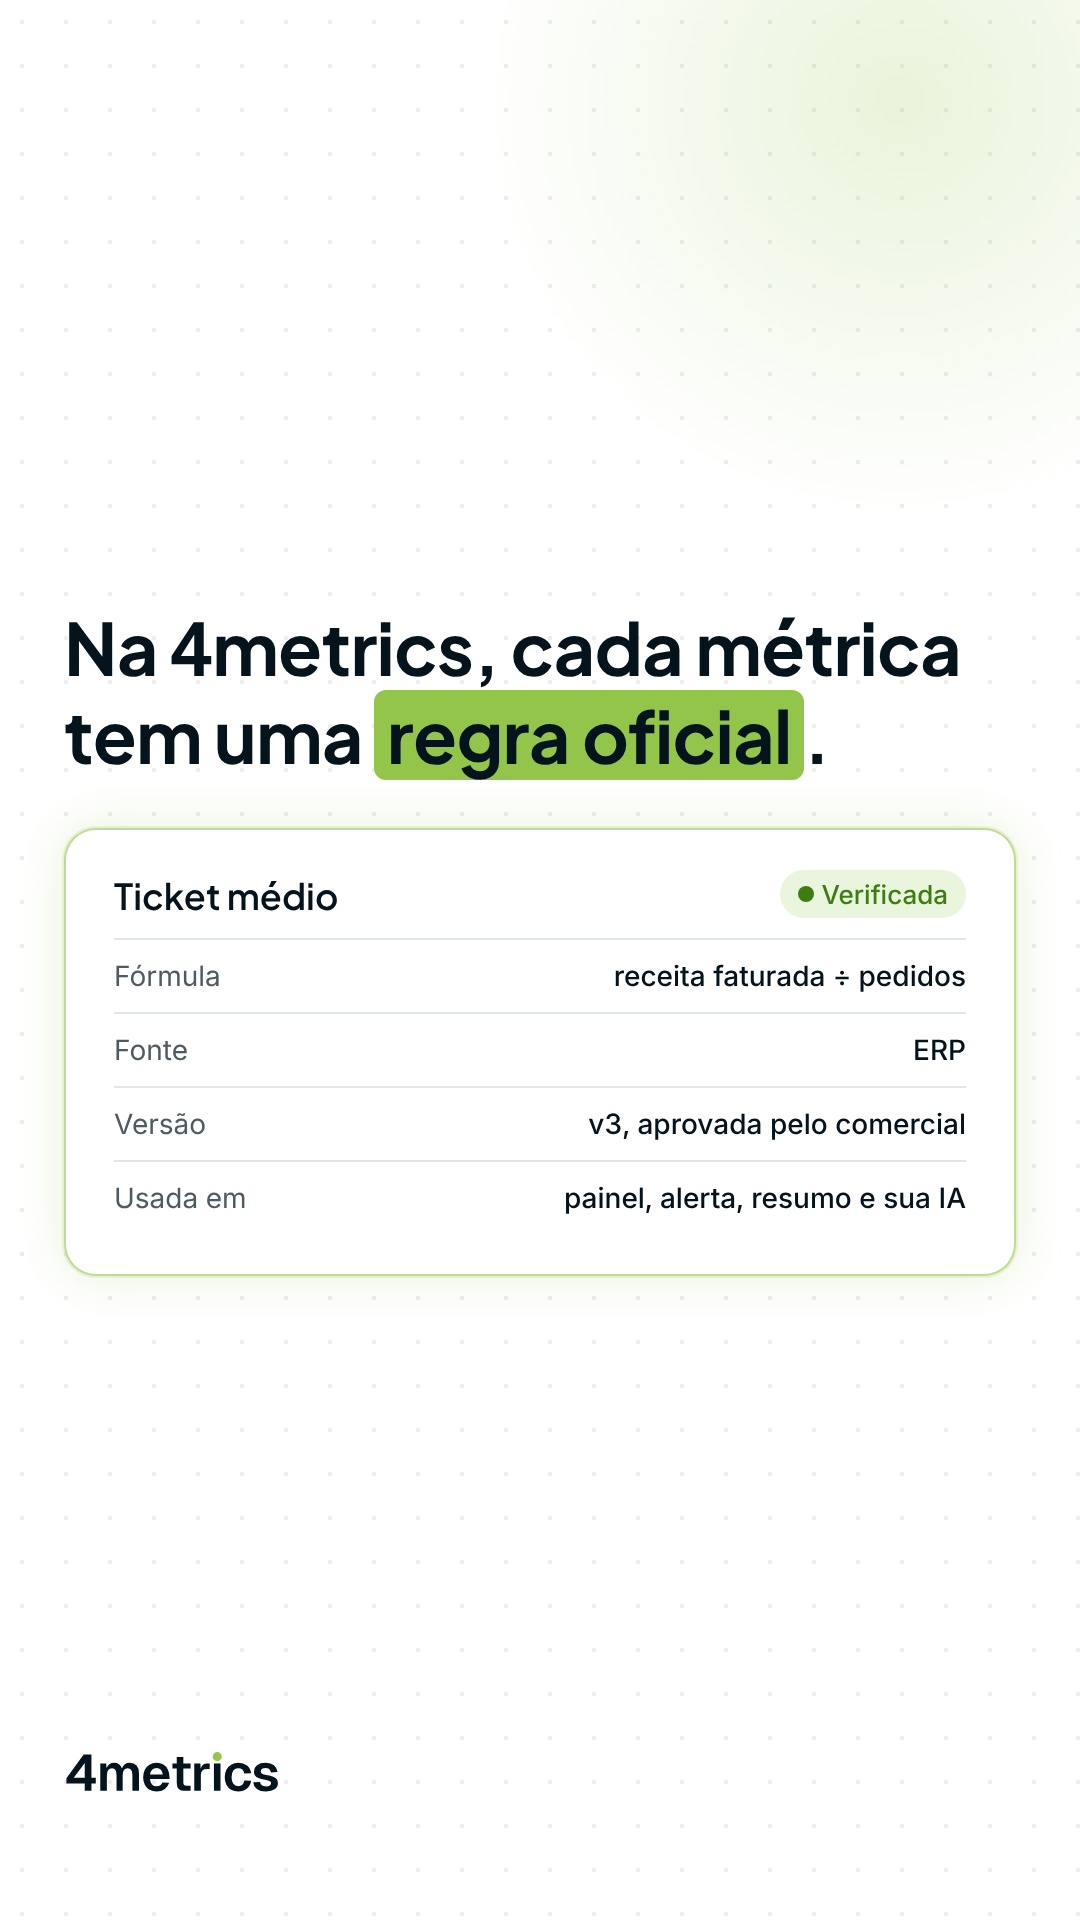 Na 4metrics, cada métrica
tem uma regra oficial.
Ticket médio
Verificada
Fórmula
receita faturada ÷ pedidos
Fonte
ERP
Versão
v3, aprovada pelo comercial
Usada em
painel, alerta, resumo e sua IA
4metrics